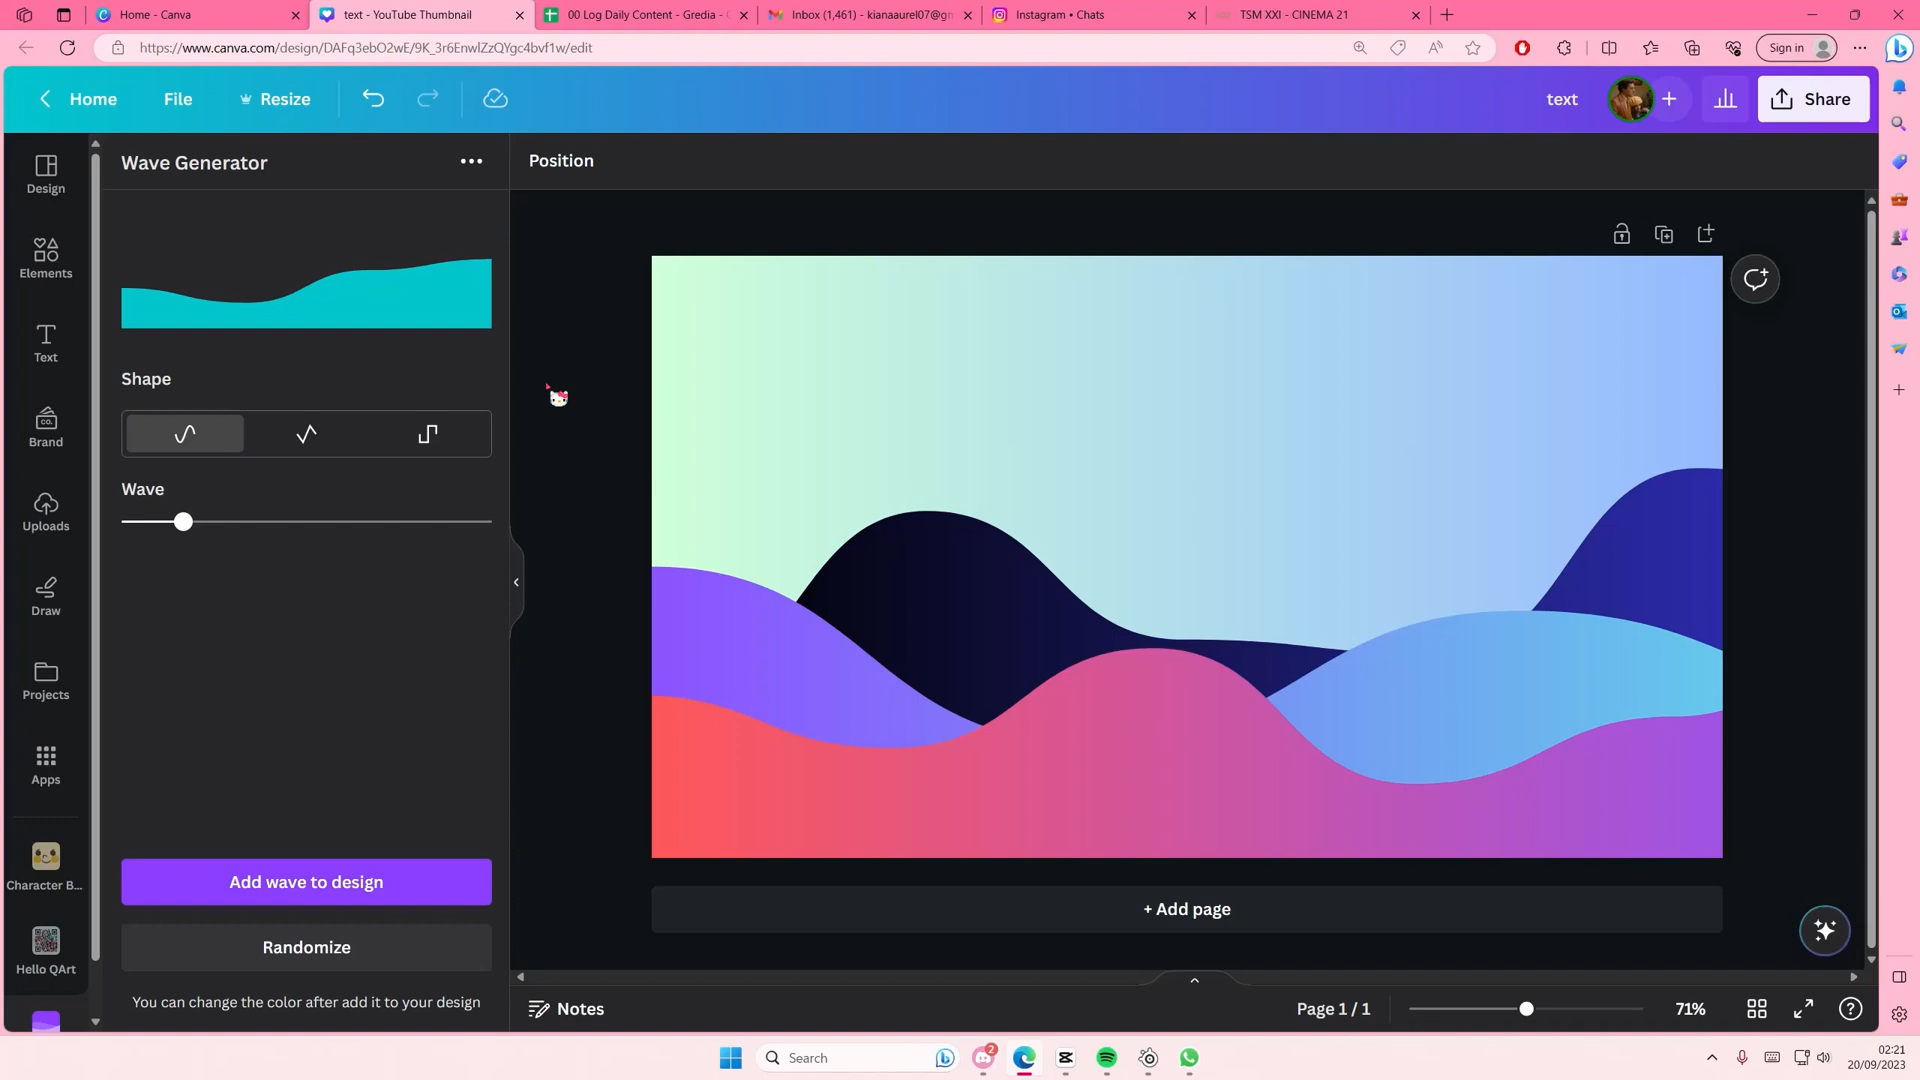 Home - Canva
text - YouTube Thumbnail
00 Log Daily Content - Gredia -
Inbox (1,461) - kianaaurel07@gm
Instagram • Chats
TSM XXI - CINEMA 21
https://www.canva.com/design/DAFq3ebO2wE/9K_3r6EnwlZzQYgc4bvf1w/edit
Sign in
Home
File
Resize
text
Share
Wave Generator
Position
Design
Elements
Text
Brand
Uploads
Draw
Projects
Apps
Character B...
Hello QArt
Shape
Wave
Add wave to design
Randomize
You can change the color after add it to your design
+ Add page
Notes
Page 1 / 1
71%
Search
2
02:21
20/09/2023